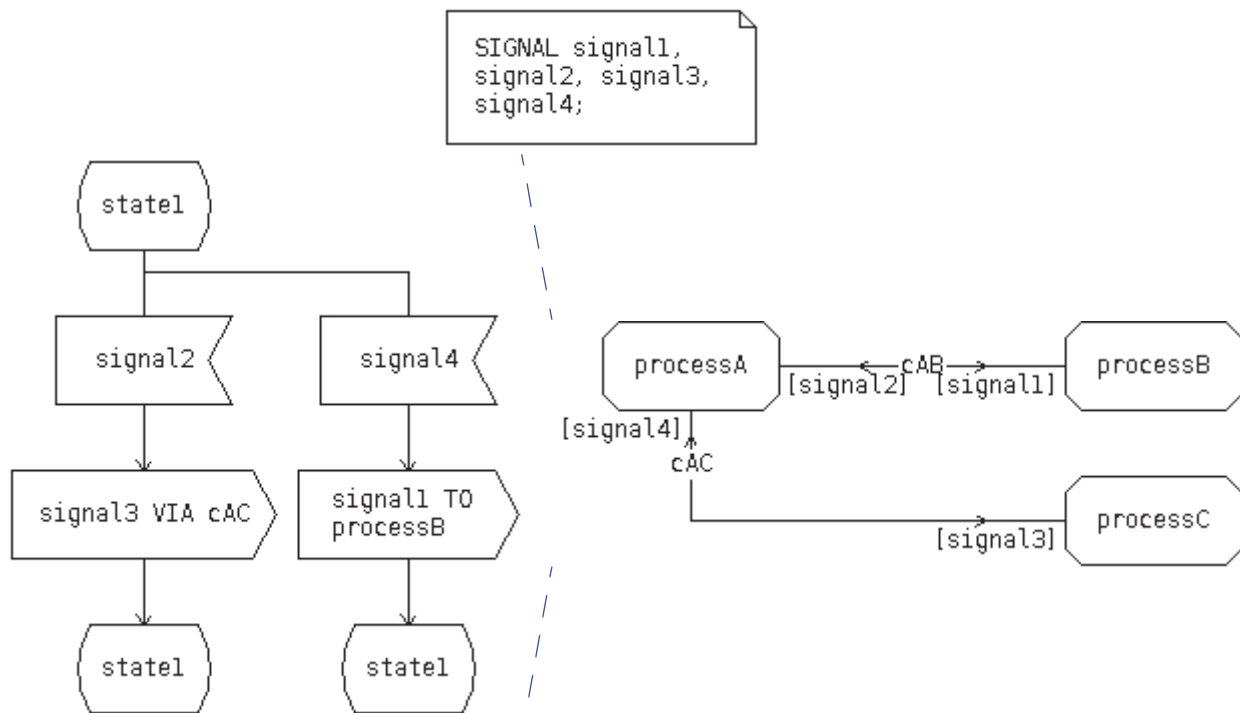 SIGNAL signal1,
signal2, signal3,
signal4;
state1
signal2
signal4
signal3 VIA cAC
signal1 TO
processB
state1
state1
processA
cAB
processB
[signal2]
[signal1]
[signal4]
cAC
processC
[signal3]